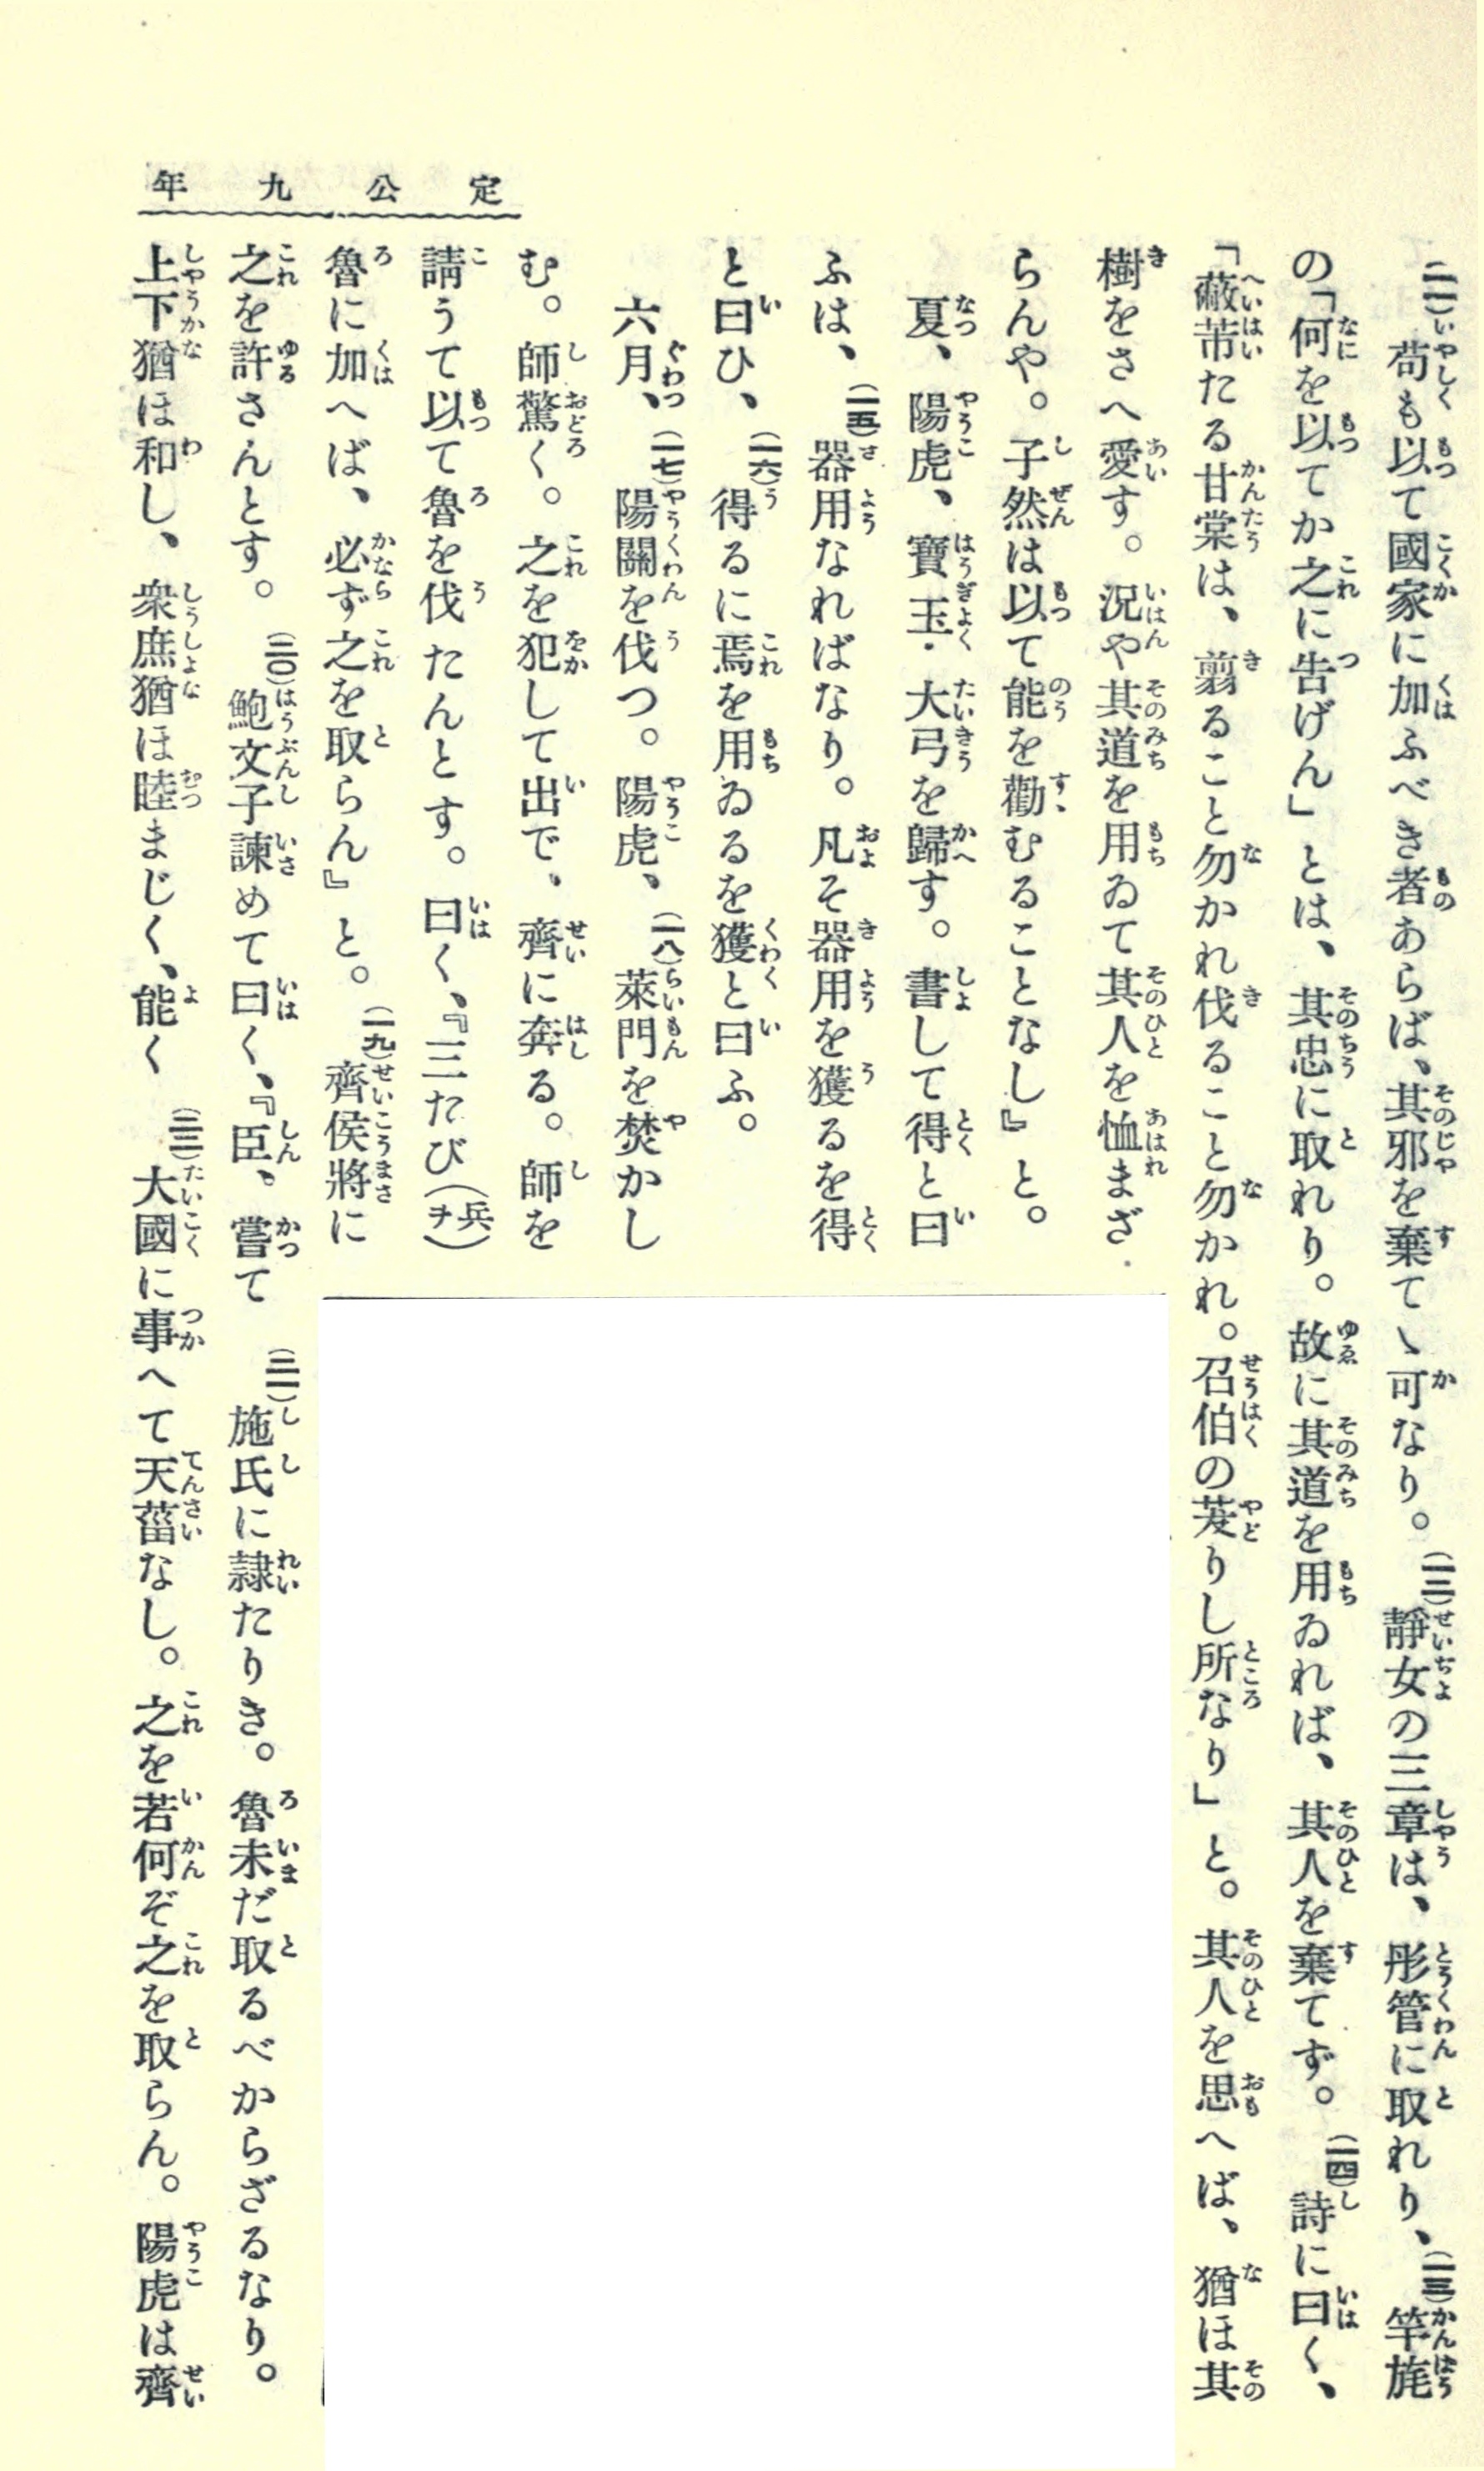 定公九年
(一一)苟も以て國家に加ふべき者あらば、其邪を棄てゝ可なり。(一二)靜女の三章は、彤管に取れり、(一三)竿旄
の「何を以てか之に告げん」とは、其忠に取れり。故に其道を用ゐれば、其人を棄てず。(一四)詩に曰く、
「蔽芾たる甘棠は、翦ること勿かれ伐ること勿かれ。召伯の茇りし所なり」と。其人を思へば、猶ほ其
樹をさへ愛す。況や其道を用ゐて其人を恤まざ
らんや。子然は以て能を勸むることなし』と。
夏、陽虎、寶玉・大弓を歸す。書して得と曰
ふは、(一五)器用なればなり。凡そ器用を獲るを得
と曰ひ、(一六)得るに焉を用ゐるを獲と曰ふ。
六月、(一七)陽關を伐つ。陽虎、(一八)萊門を焚かし
む。師驚く。之を犯して出で、齊に奔る。師を
請うて以て魯を伐たんとす。曰く、『三たび(兵ヲ)
魯に加へば、必ず之を取らん』と。(一九)齊侯將に
之を許さんとす。(二〇)鮑文子諫めて曰く、『臣、嘗て(二一)施氏に隷たりき。魯未だ取るべからざるなり。
上下猶ほ和し、衆庶猶ほ睦まじく、能く(二二)大國に事へて天菑なし。之を若何ぞ之を取らん。陽虎は齊